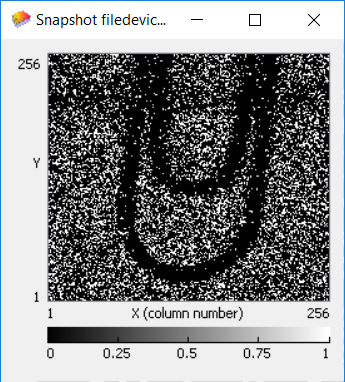 Snapshot filedevic...
256
Y
1
1 X (column number) 256
0 0.25 0.5 0.75 1